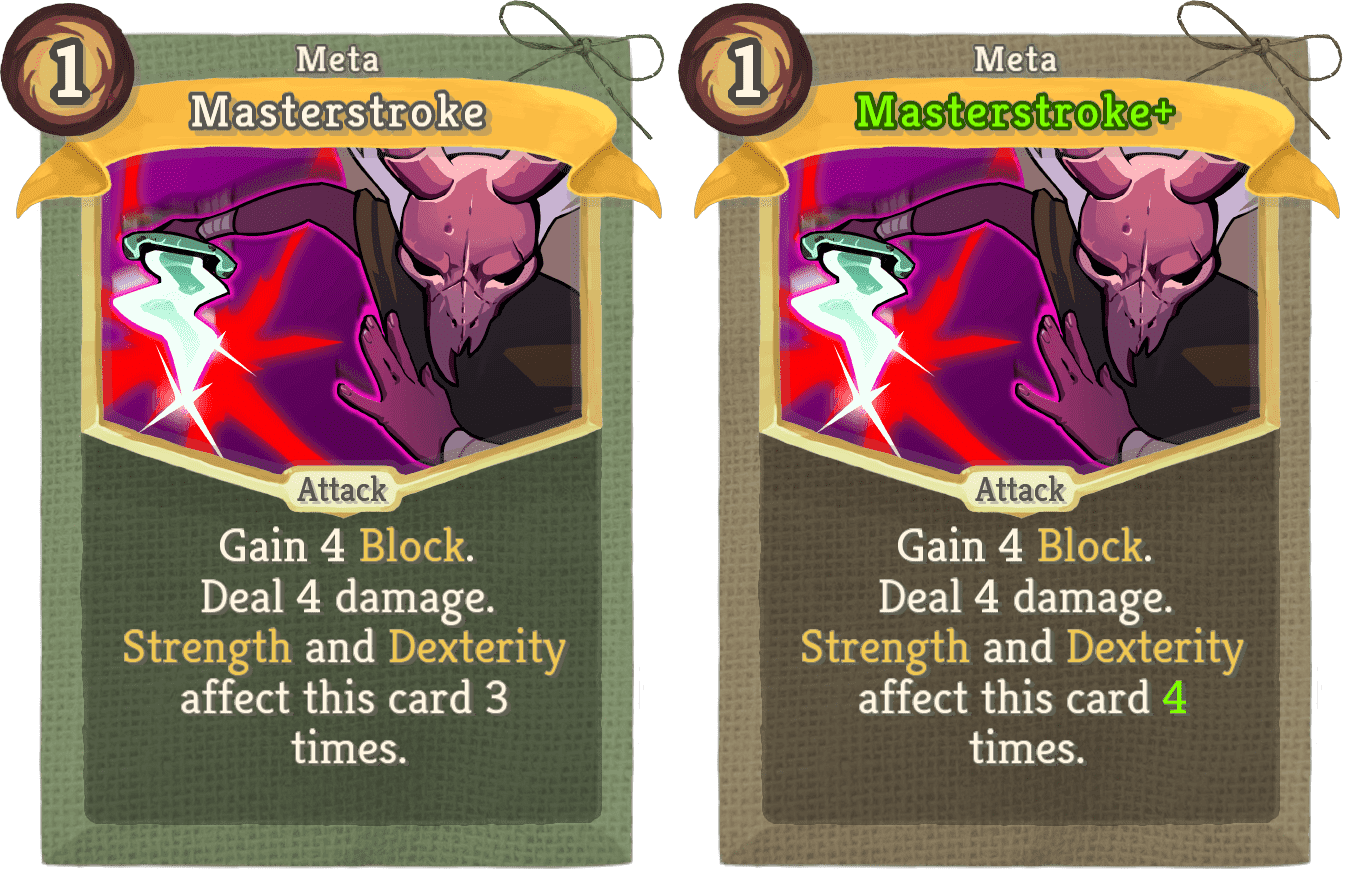 1
Meta
Masterstroke
Attack
Gain 4 Block.
Deal 4 damage.
Strength and Dexterity
affect this card 3
times.
1
Meta
Masterstroke+
Attack
Gain 4 Block.
Deal 4 damage.
Strength and Dexterity
affect this card 4
times.